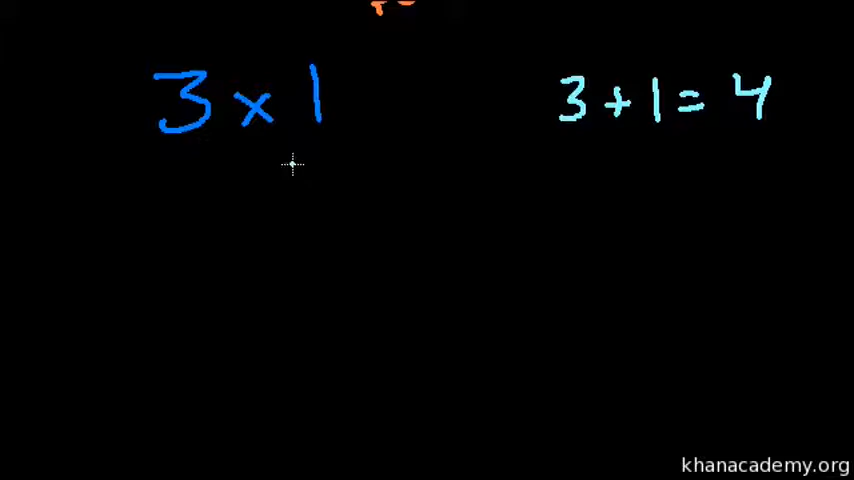 3 x 1 3 + 1 = 4
khanacademy.org